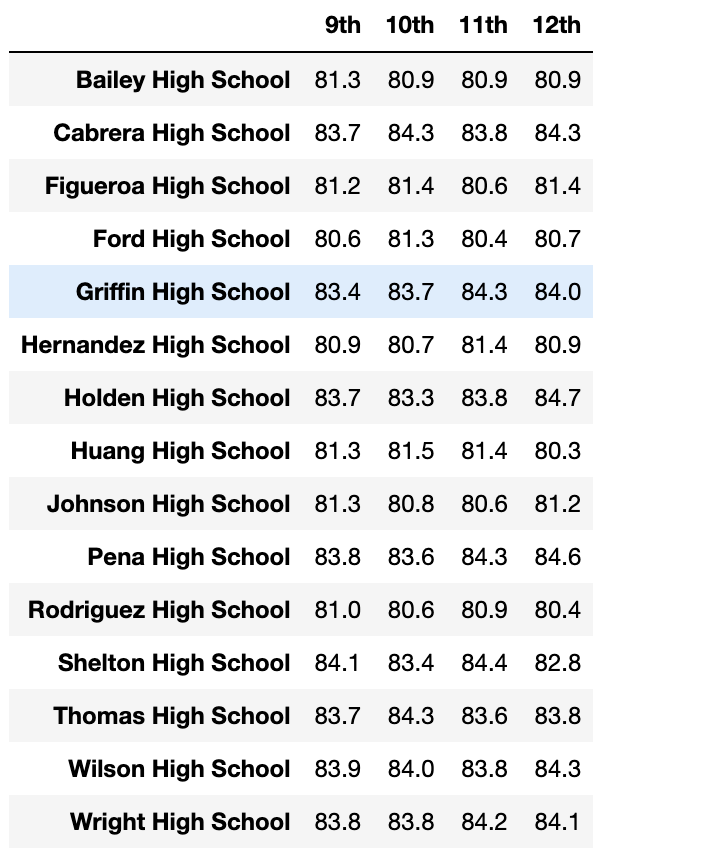 9th 10th 11th 12th
Bailey High School 81.3 80.9 80.9 80.9
Cabrera High School 83.7 84.3 83.8 84.3
Figueroa High School 81.2 81.4 80.6 81.4
Ford High School 80.6 81.3 80.4 80.7
Griffin High School 83.4 83.7 84.3 84.0
Hernandez High School 80.9 80.7 81.4 80.9
Holden High School 83.7 83.3 83.8 84.7
Huang High School 81.3 81.5 81.4 80.3
Johnson High School 81.3 80.8 80.6 81.2
Pena High School 83.8 83.6 84.3 84.6
Rodriguez High School 81.0 80.6 80.9 80.4
Shelton High School 84.1 83.4 84.4 82.8
Thomas High School 83.7 84.3 83.6 83.8
Wilson High School 83.9 84.0 83.8 84.3
Wright High School 83.8 83.8 84.2 84.1